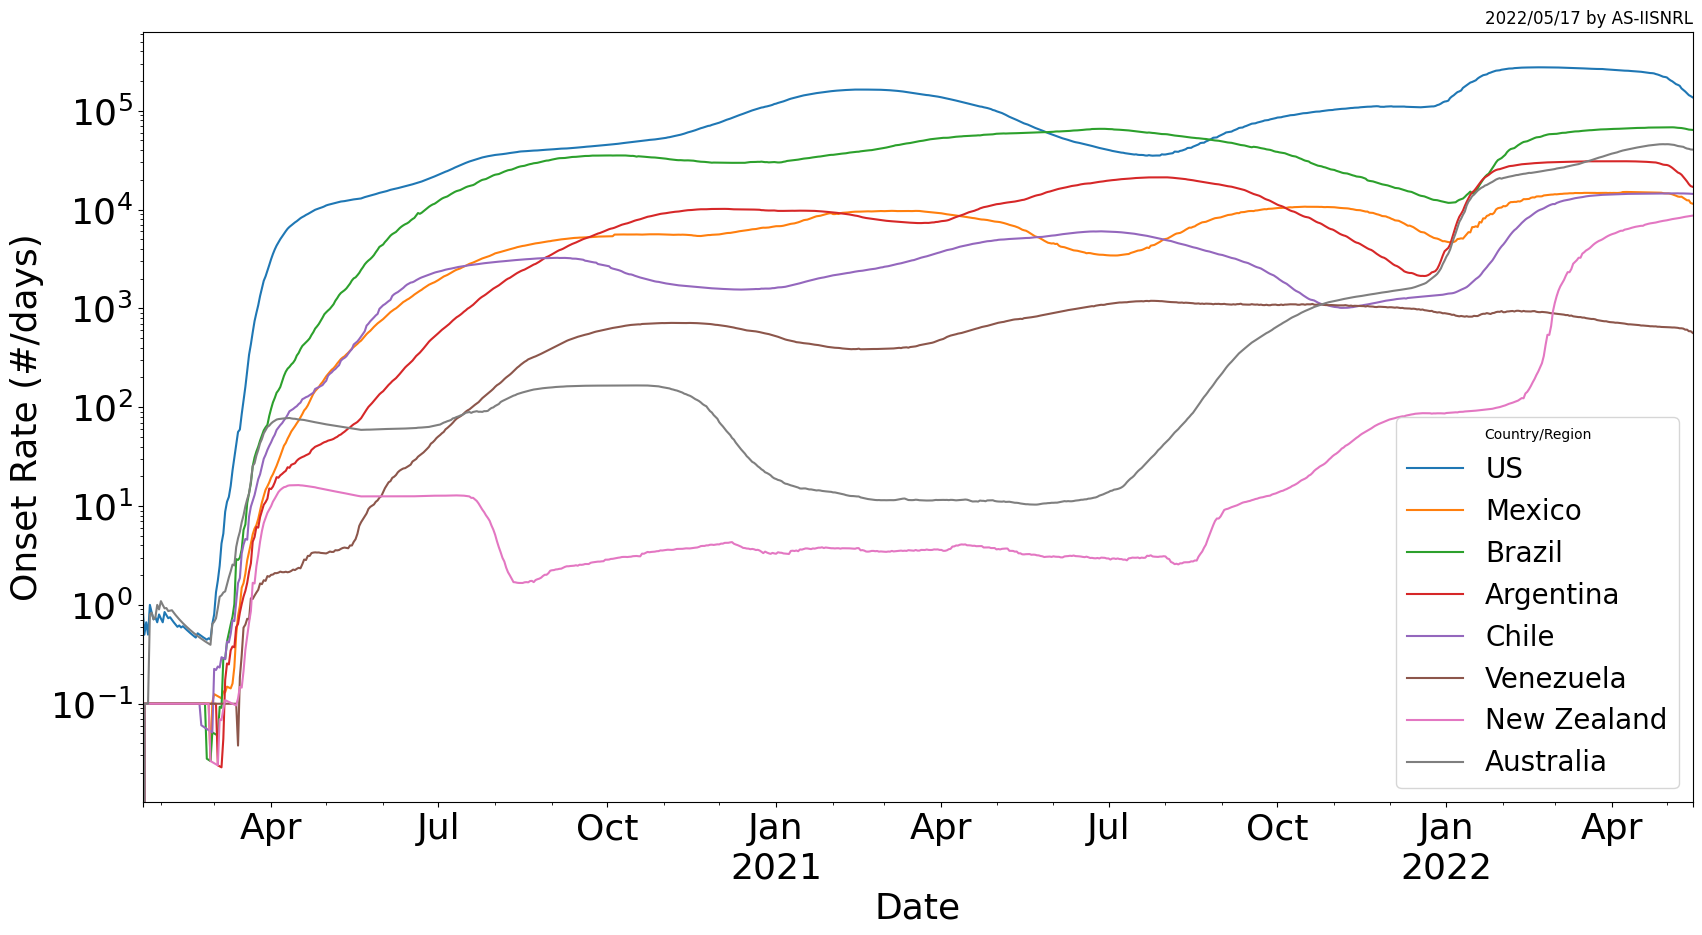 2022/05/17 by AS-IISNRL
Onset Rate (#/days)
10^5
10^4
10^3
10^2
10^1
10^0
10^−1
Country/Region
US
Mexico
Brazil
Argentina
Chile
Venezuela
New Zealand
Australia
Apr Jul Oct Jan Apr Jul Oct Jan Apr
2021 2022
Date